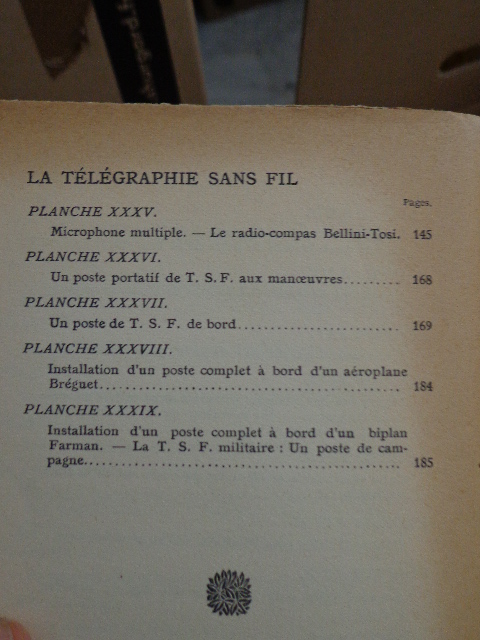 LA TÉLÉGRAPHIE SANS FIL
Pages.
PLANCHE XXXV.
Microphone multiple. — Le radio-compas Bellini-Tosi. 145
PLANCHE XXXVI.
Un poste portatif de T. S. F. aux manœuvres......... 168
PLANCHE XXXVII.
Un poste de T. S. F. de bord........................... 169
PLANCHE XXXVIII.
Installation d'un poste complet à bord d'un aéroplane
Bréguet.................................................. 184
PLANCHE XXXIX.
Installation d'un poste complet à bord d'un biplan
Farman. — La T. S. F. militaire : Un poste de cam-
pagne.................................................... 185